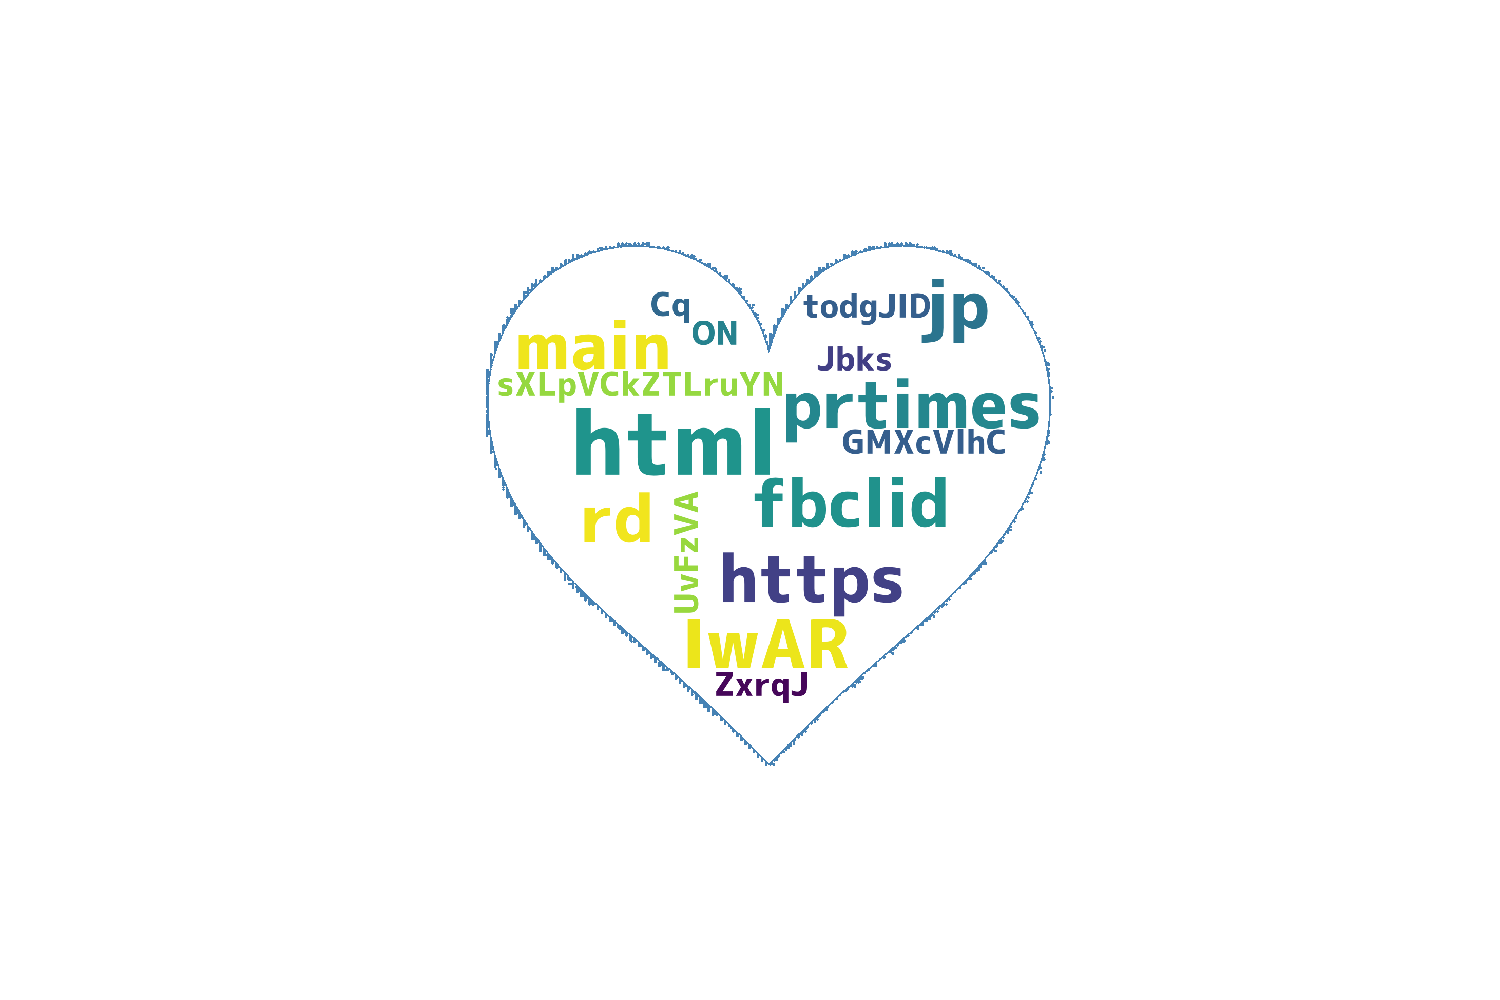 Cq
todgJID
jp
main
ON
Jbks
sXLpVCkZTLruYN
prtimes
html
GMXcVlhC
rd
UvFzVA
fbclid
https
IwAR
ZxrqJ